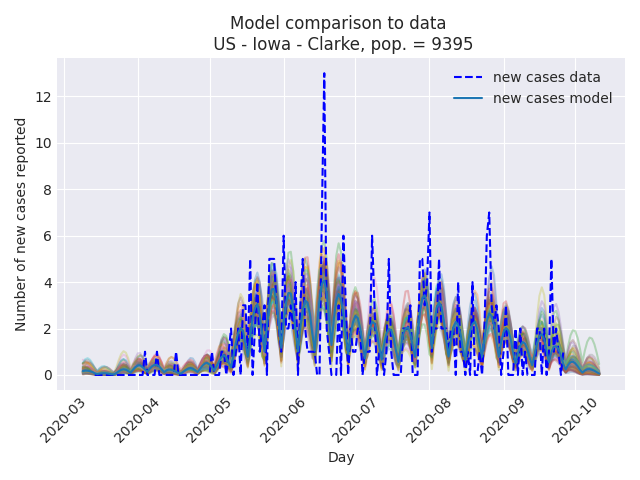 Model comparison to data
US - Iowa - Clarke, pop. = 9395
new cases data
new cases model
Number of new cases reported
12
10
8
6
4
2
0
2020-03
2020-04
2020-05
2020-06
2020-07
2020-08
2020-09
2020-10
Day